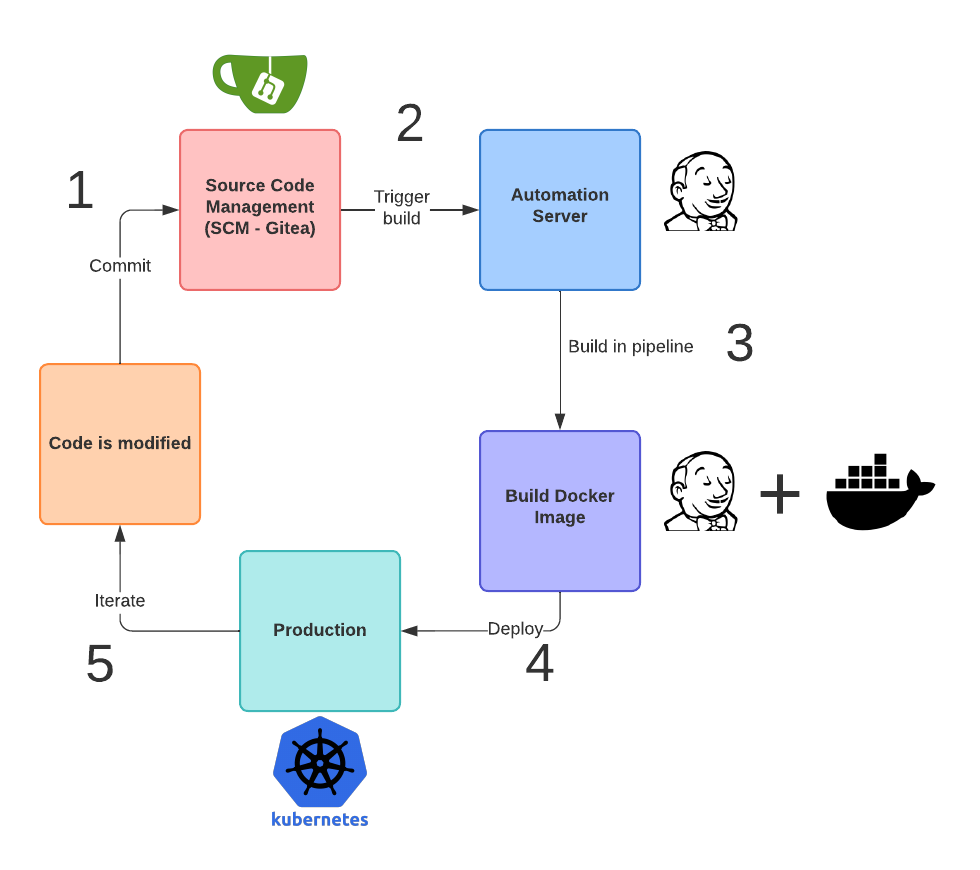 2
1
Source Code
Management
(SCM - Gitea)
Trigger
build
Automation
Server
Commit
Build in pipeline
3
Code is modified
Build Docker
Image
+
Iterate
Production
Deploy
5
4
kubernetes